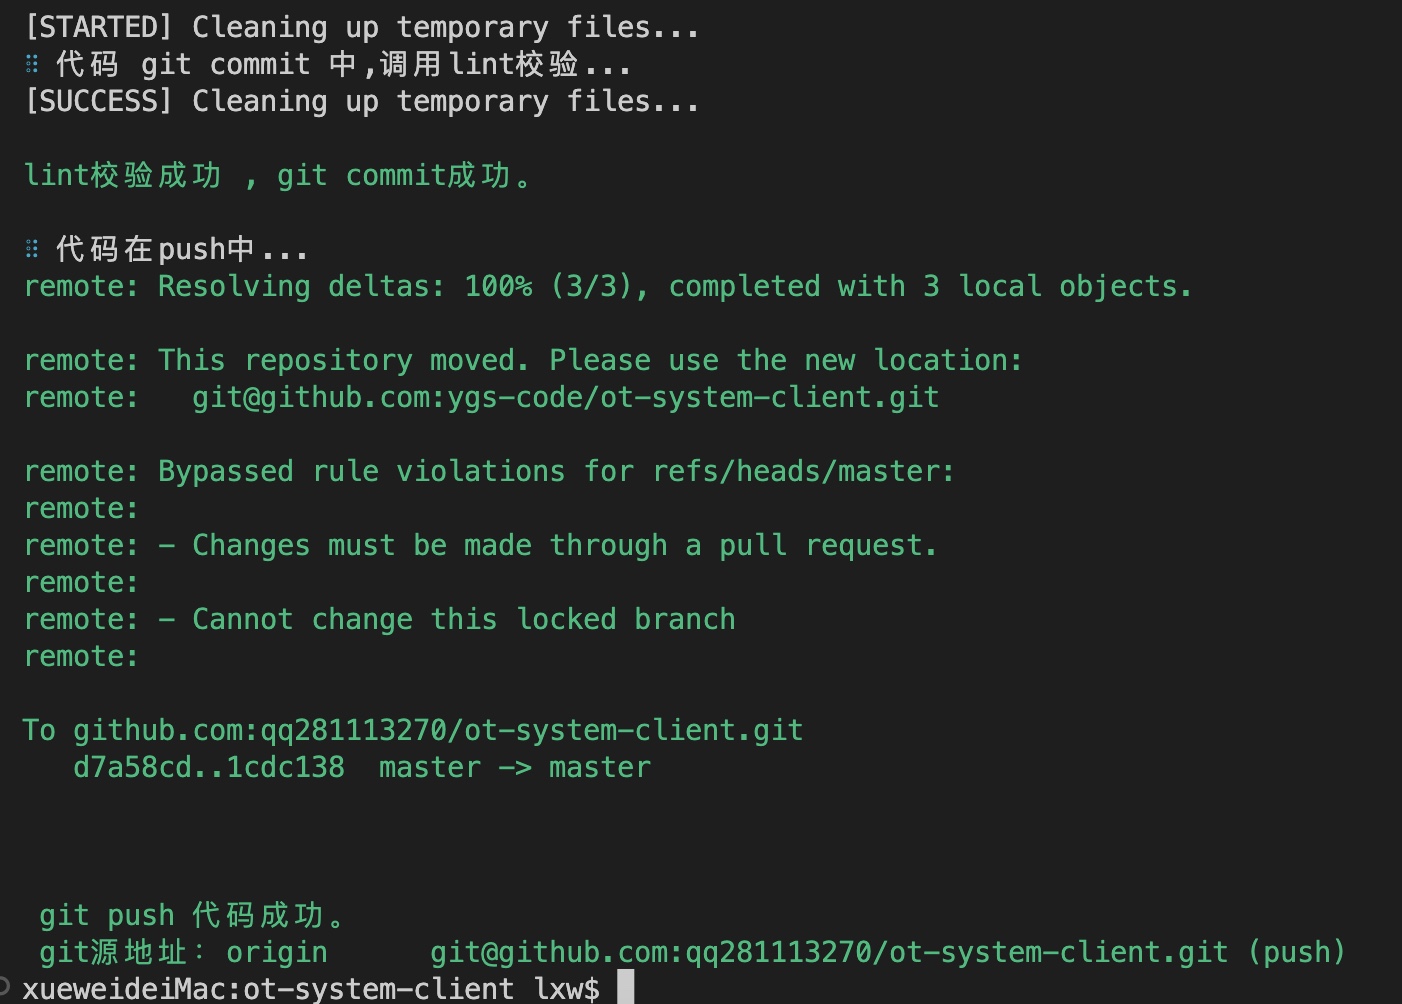 [STARTED] Cleaning up temporary files...
⠿ 代码 git commit 中,调用lint校验...
[SUCCESS] Cleaning up temporary files...
lint校验成功 , git commit成功。
⠿ 代码在push中...
remote: Resolving deltas: 100% (3/3), completed with 3 local objects.
remote: This repository moved. Please use the new location:
remote:   git@github.com:ygs-code/ot-system-client.git
remote: Bypassed rule violations for refs/heads/master:
remote:
remote: - Changes must be made through a pull request.
remote:
remote: - Cannot change this locked branch
remote:
To github.com:qq281113270/ot-system-client.git
   d7a58cd..1cdc138  master -> master
git push 代码成功。
git源地址: origin      git@github.com:qq281113270/ot-system-client.git (push)
xueweideiMac:ot-system-client lxw$